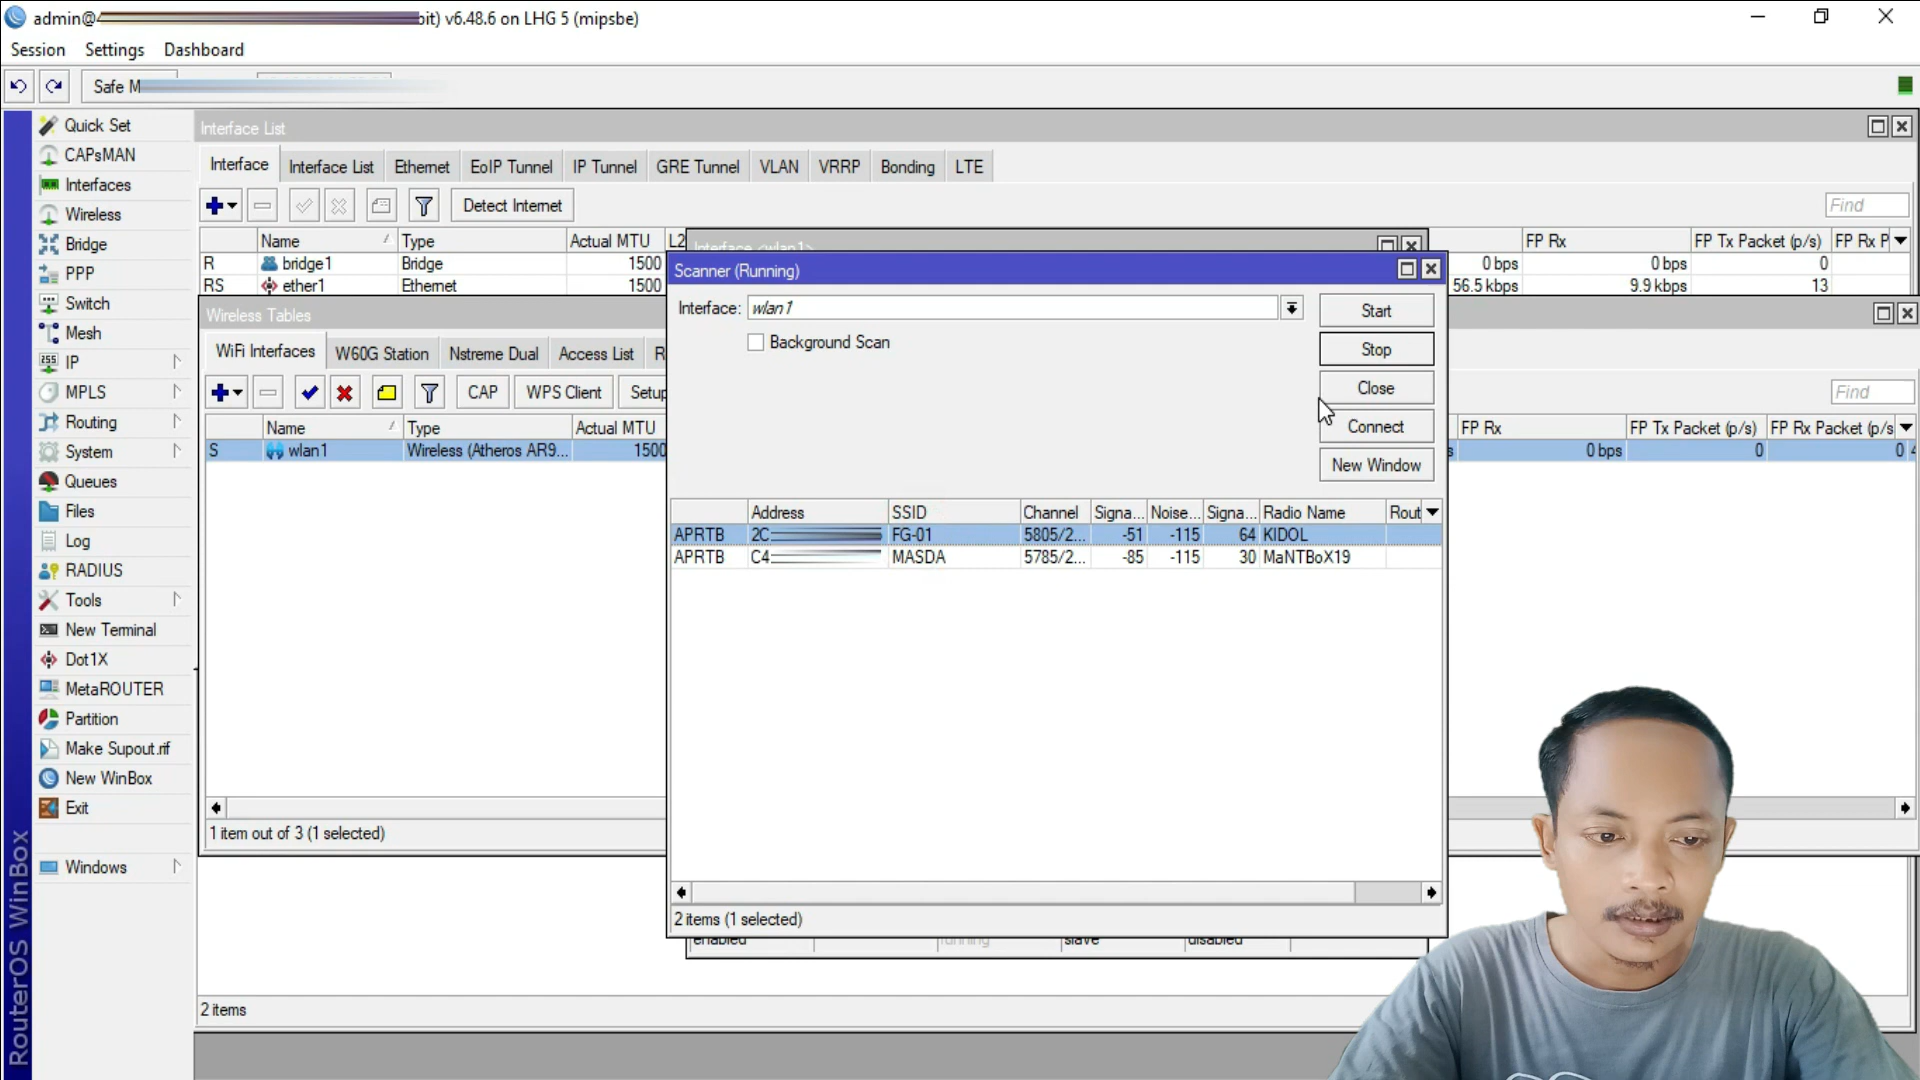 admin@ bit) v6.48.6 on LHG 5 (mipsbe)
Session Settings Dashboard
Safe M
Quick Set
CAPsMAN
Interfaces
Wireless
Bridge
PPP
Switch
Mesh
IP
MPLS
Routing
System
Queues
Files
Log
RADIUS
Tools
New Terminal
Dot1X
MetaROUTER
Partition
Make Supout.rif
New WinBox
Exit
Windows
RouterOS WinBox
Interface List
Interface Interface List Ethernet EoIP Tunnel IP Tunnel GRE Tunnel VLAN VRRP Bonding LTE
Detect Internet Find
Name Type Actual MTU L2 FP Rx FP Tx Packet (p/s) FP Rx P
R bridge1 Bridge 1500 0 bps 0 bps 0
RS ether1 Ethernet 1500 56.5 kbps 9.9 kbps 13
Wireless Tables
WiFi Interfaces W60G Station Nstreme Dual Access List R
CAP WPS Client Setup Find
Name Type Actual MTU FP Rx FP Tx Packet (p/s) FP Rx Packet (p/s
S wlan1 Wireless (Atheros AR9... 1500 s 0 bps 0 0 4
1 item out of 3 (1 selected)
2 items
Interface <wlan1>
Scanner (Running)
Interface: wlan1
Background Scan
Start
Stop
Close
Connect
New Window
Address SSID Channel Signa... Noise... Signa... Radio Name Rout
APRTB 2C FG-01 5805/2... -51 -115 64 KIDOL
APRTB C4 MASDA 5785/2... -85 -115 30 MaNTBoX19
2 items (1 selected)
enabled running slave disabled